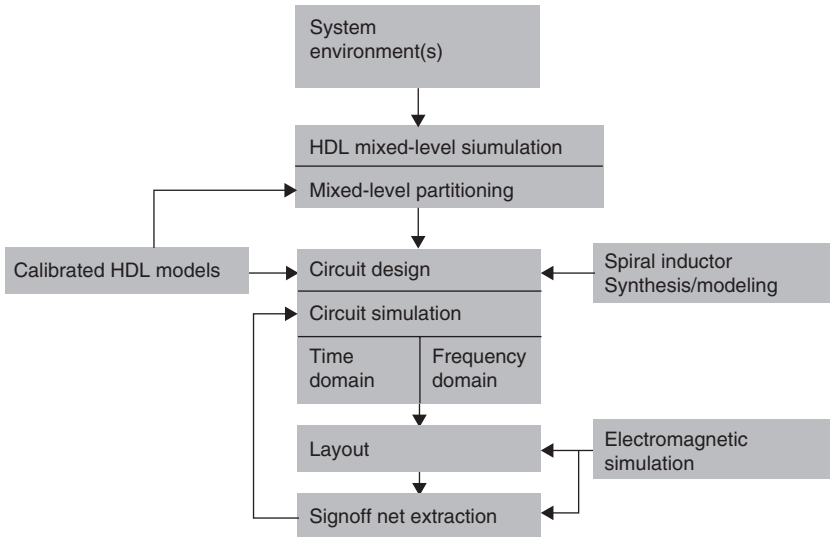 System
environment(s)
HDL mixed-level siumulation
Mixed-level partitioning
Calibrated HDL models
Circuit design
Spiral inductor
Synthesis/modeling
Circuit simulation
Time
domain
Frequency
domain
Layout
Electromagnetic
simulation
Signoff net extraction